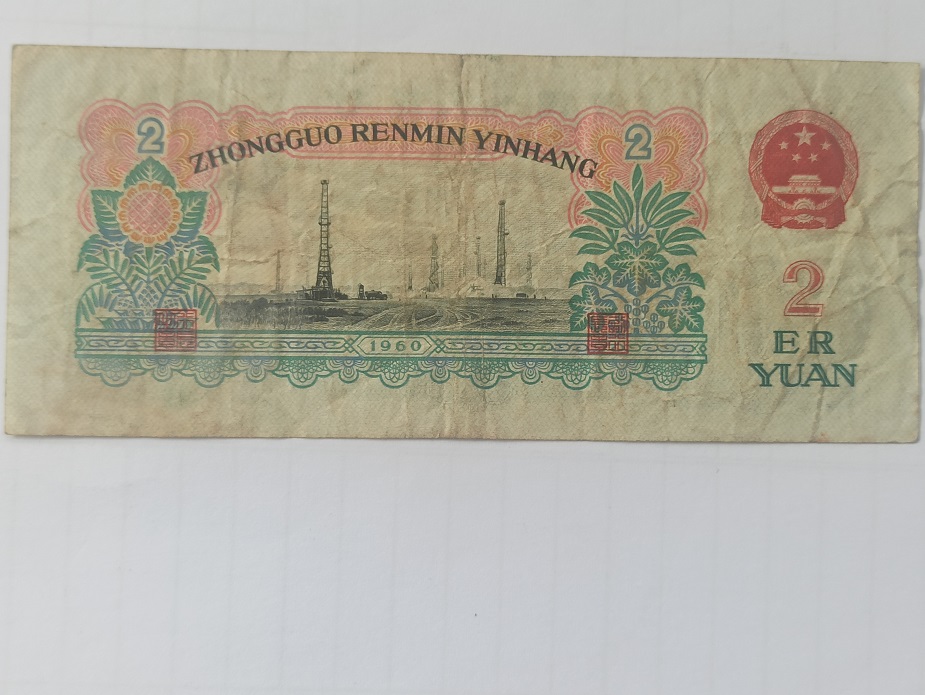 2
2
ZHONGGUO RENMIN YINHANG
2
ER
YUAN
1960